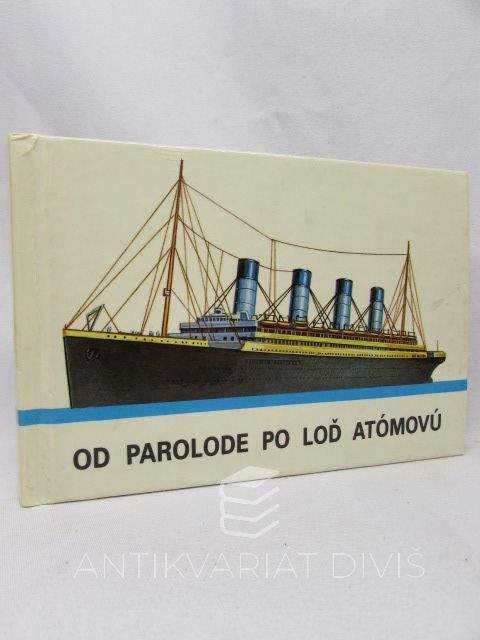 OD PAROLODE PO LOĎ ATÓMOVÚ
ANTIKVARIÁT DIVIŠ